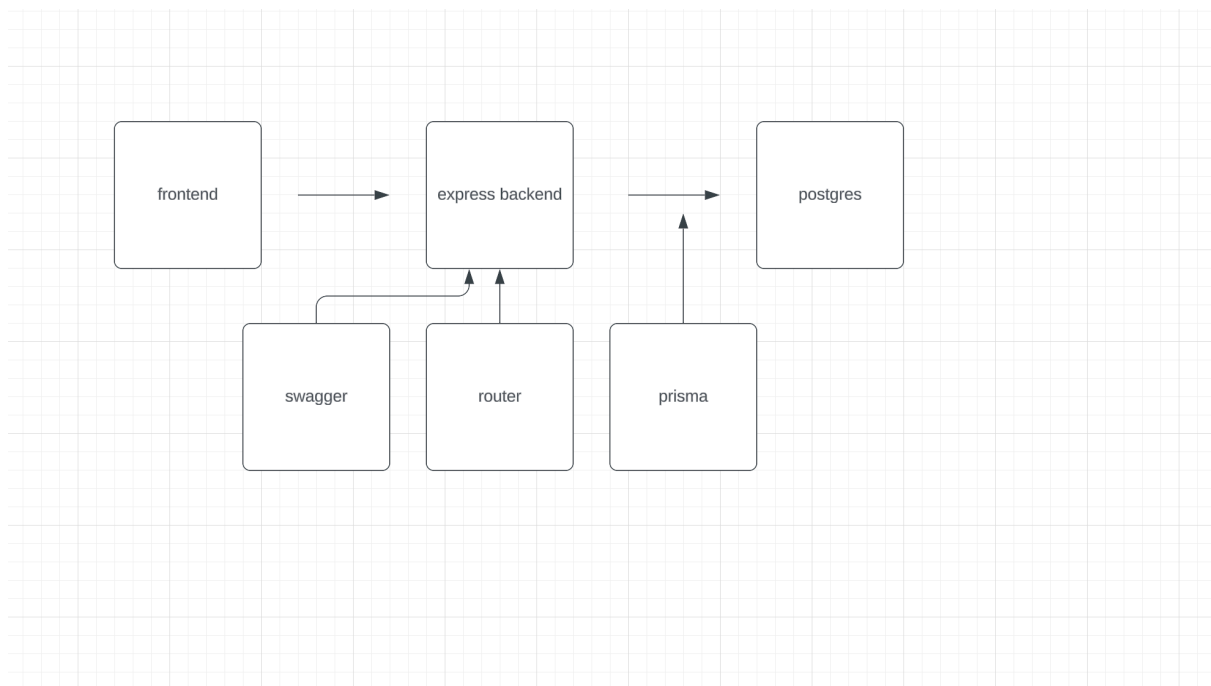 frontend
express backend
postgres
swagger
router
prisma